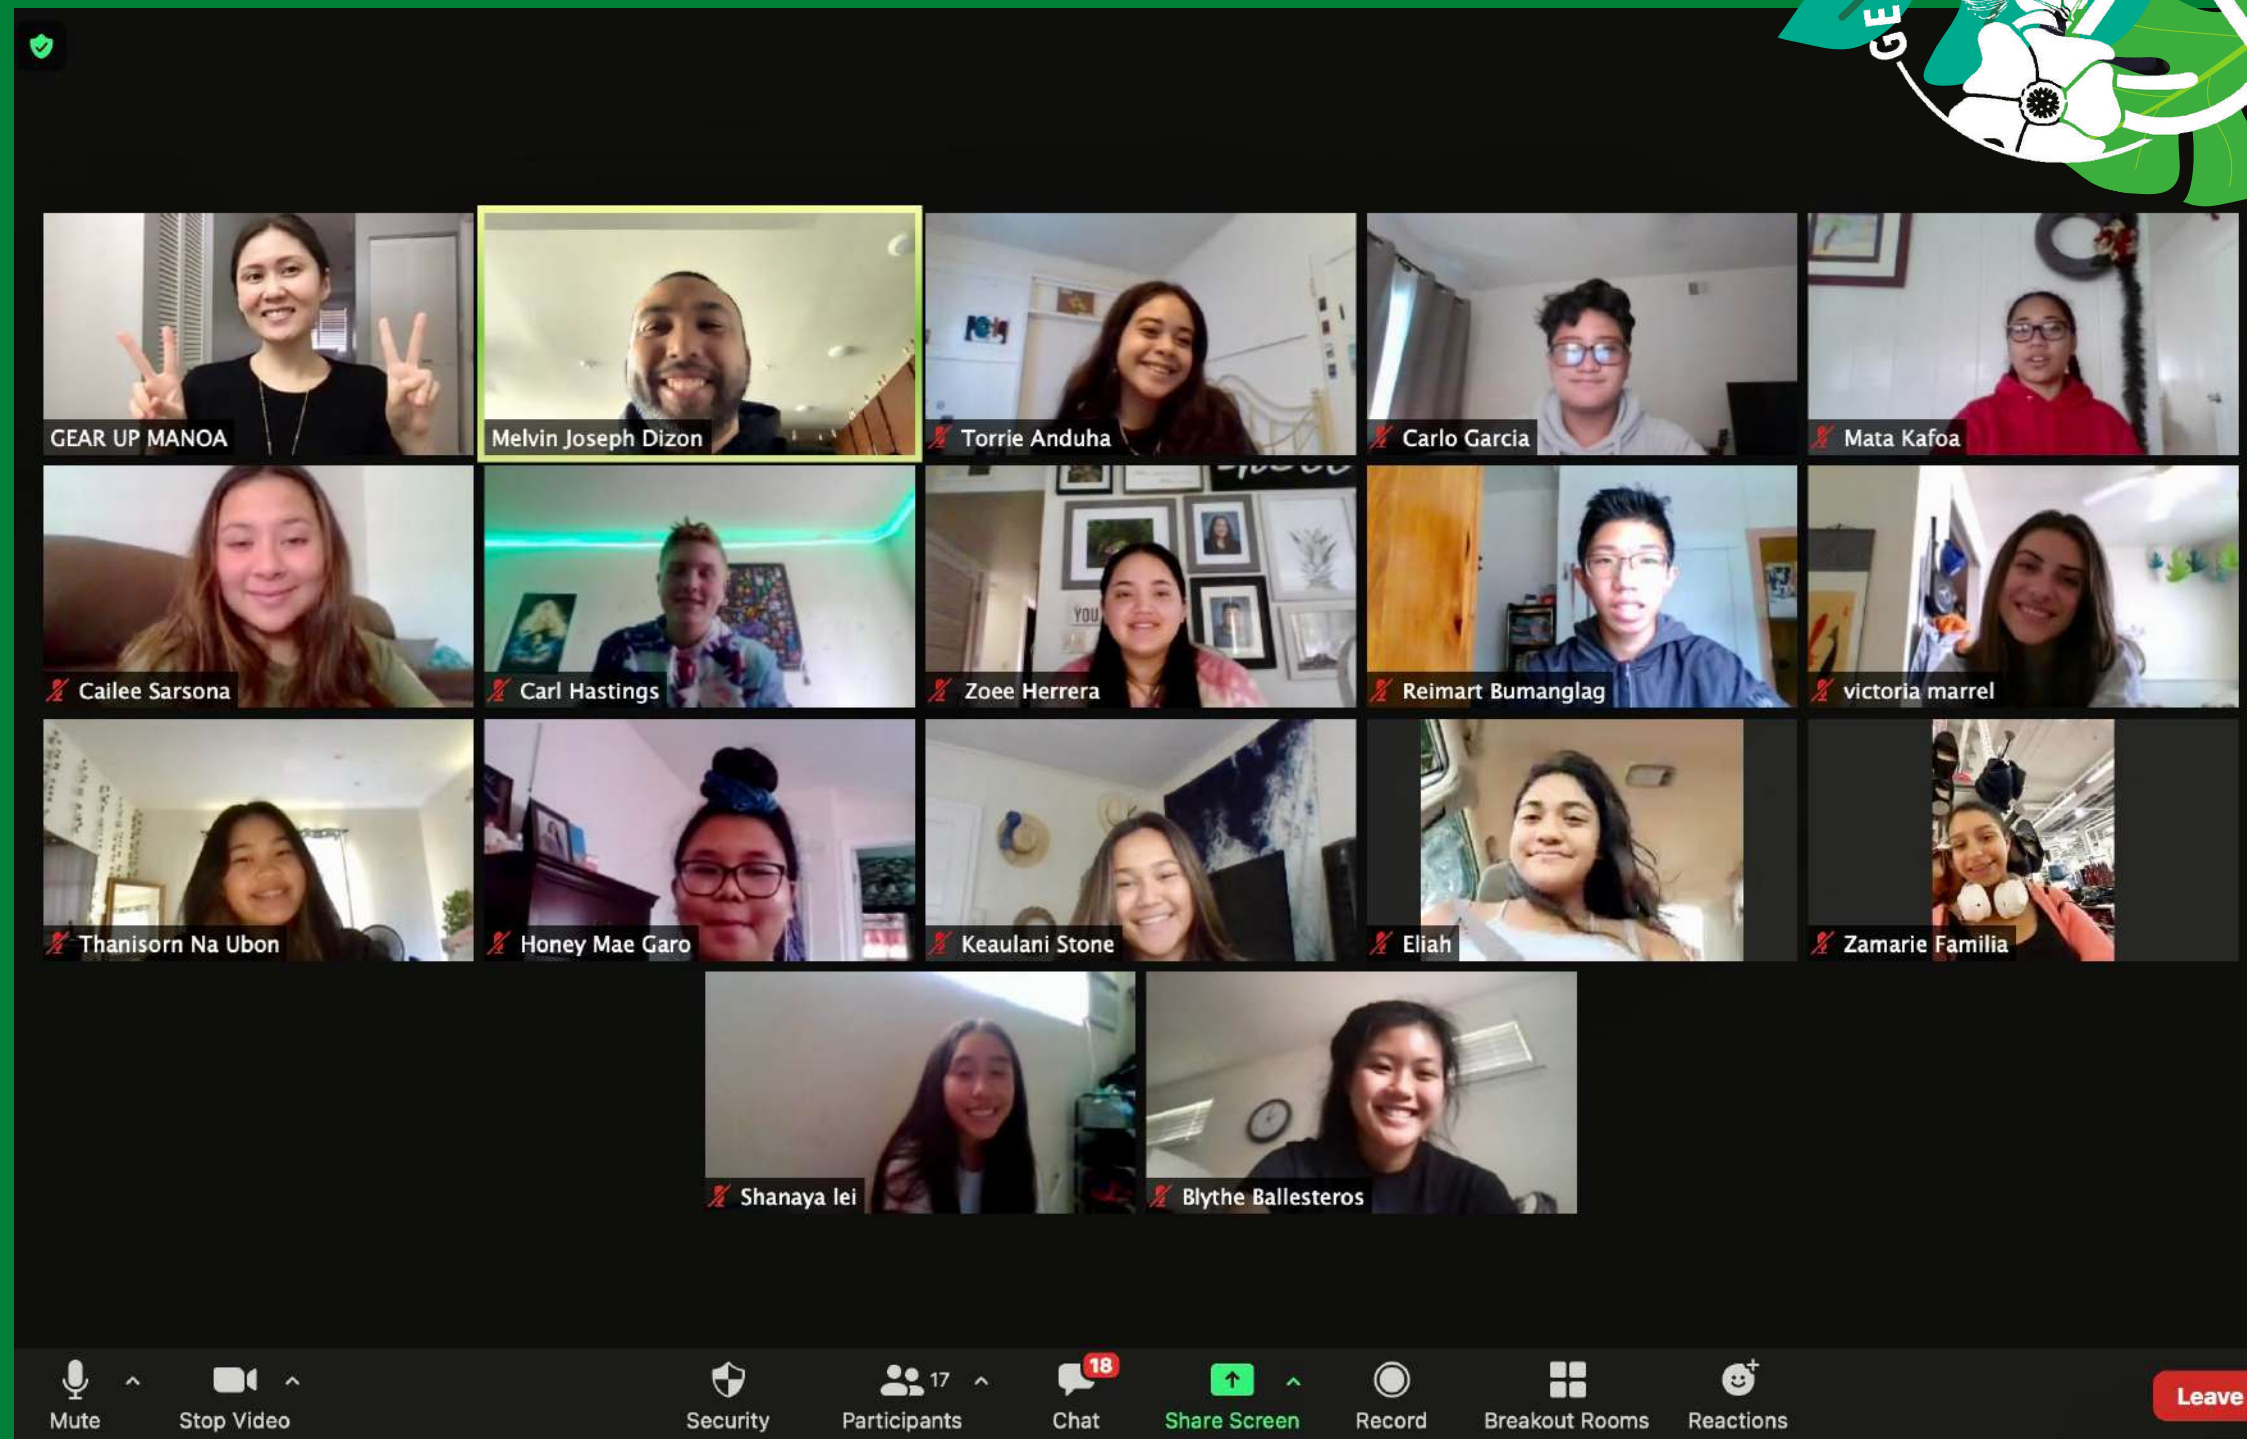 GE
GEAR UP MANOA
Melvin Joseph Dizon
Torrie Anduha
Carlo Garcia
Mata Kafoa
Cailee Sarsona
Carl Hastings
YOU
Zoee Herrera
Reimart Bumanglag
victoria marrel
Thanisorn Na Ubon
Honey Mae Garo
Keaulani Stone
Eliah
Zamarie Familia
Shanaya lei
Blythe Ballesteros
Mute
Stop Video
Security
17
Participants
18
Chat
Share Screen
Record
Breakout Rooms
Reactions
Leave